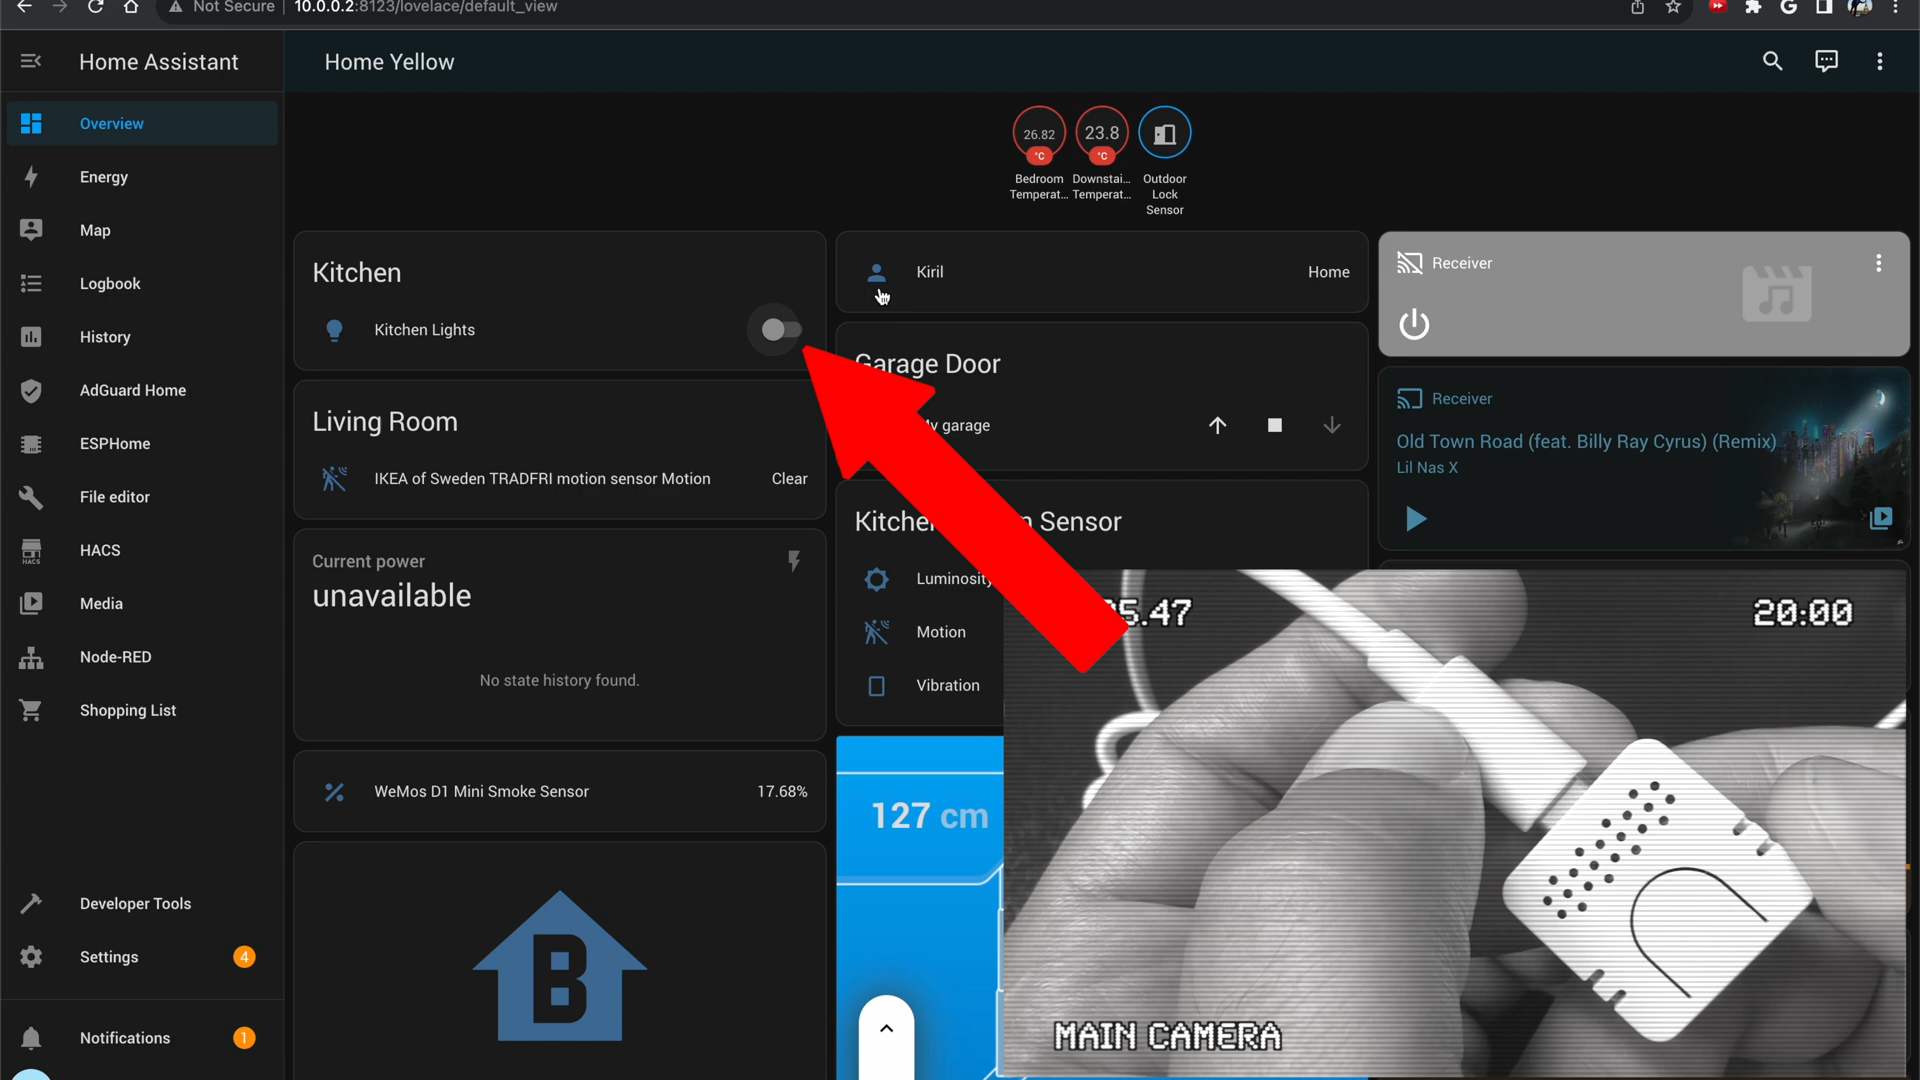 Not Secure
10.0.0.2:8123/lovelace/default_view
Home Assistant
Home Yellow
Overview
Energy
Map
Logbook
History
AdGuard Home
ESPHome
File editor
HACS
HACS
Media
Node-RED
Shopping List
Developer Tools
Settings
4
Notifications
1
26.82
°C
Bedroom
Temperat...
23.8
°C
Downstai...
Temperat...
Outdoor
Lock
Sensor
Kitchen
Kitchen Lights
Living Room
IKEA of Sweden TRADFRI motion sensor Motion
Clear
Current power
unavailable
No state history found.
WeMos D1 Mini Smoke Sensor
17.68%
B
Kiril
Home
Garage Door
My garage
Sensor
Luminosity
Motion
Vibration
127 cm
Receiver
Receiver
Old Town Road (feat. Billy Ray Cyrus) (Remix)
Lil Nas X
5.47
20:00
MAIN CAMERA